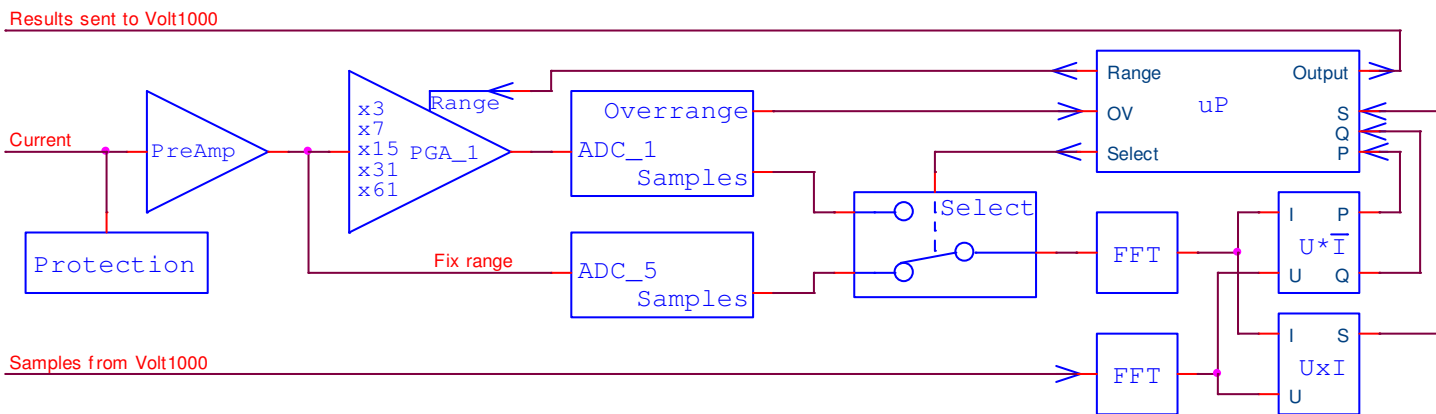 Results sent to Volt1000
Range
Output
uP
OV
S
Q
Select
P
Range
x3
x7
x15
x31
x61
PGA_1
Overrange
ADC_1
Samples
Current
PreAmp
Protection
Fix range
ADC_5
Samples
Select
FFT
I
P
U*I̅
U
Q
Samples from Volt1000
FFT
I
S
UxI
U